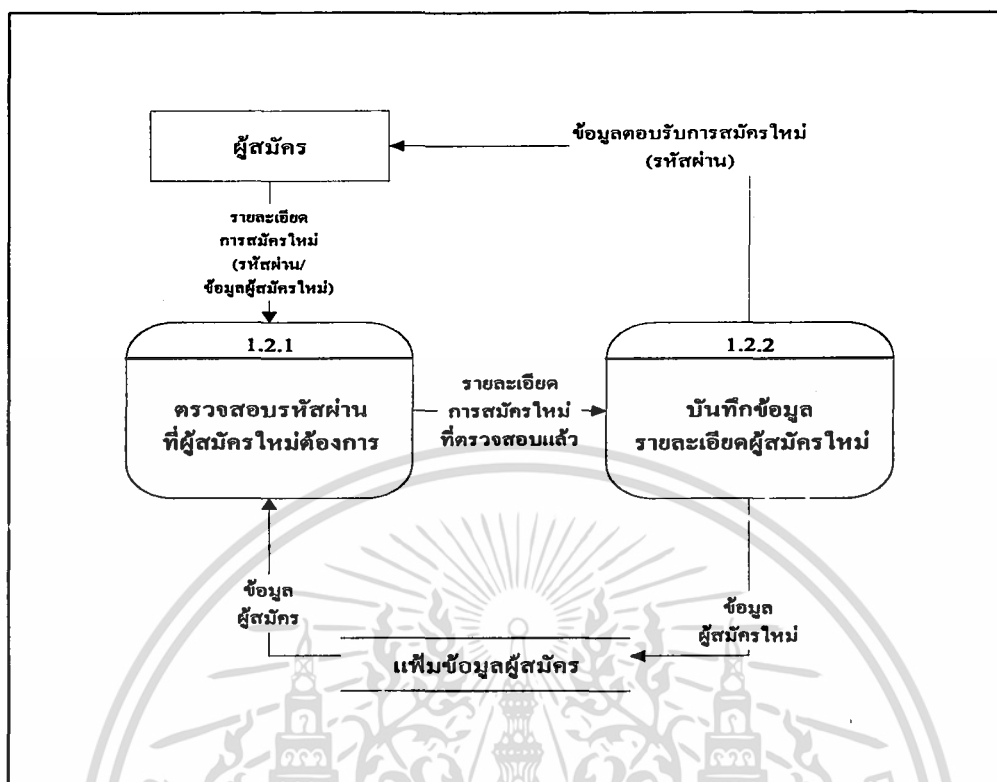 ผู้สมัคร
ข้อมูลตอบรับการสมัครใหม่
(รหัสผ่าน)
รายละเอียด
การสมัครใหม่
(รหัสผ่าน/
ข้อมูลผู้สมัครใหม่)
1.2.1
ตรวจสอบรหัสผ่าน
ที่ผู้สมัครใหม่ต้องการ
รายละเอียด
การสมัครใหม่
ที่ตรวจสอบแล้ว
1.2.2
บันทึกข้อมูล
รายละเอียดผู้สมัครใหม่
ข้อมูล
ผู้สมัคร
แฟ้มข้อมูลผู้สมัคร
ข้อมูล
ผู้สมัครใหม่